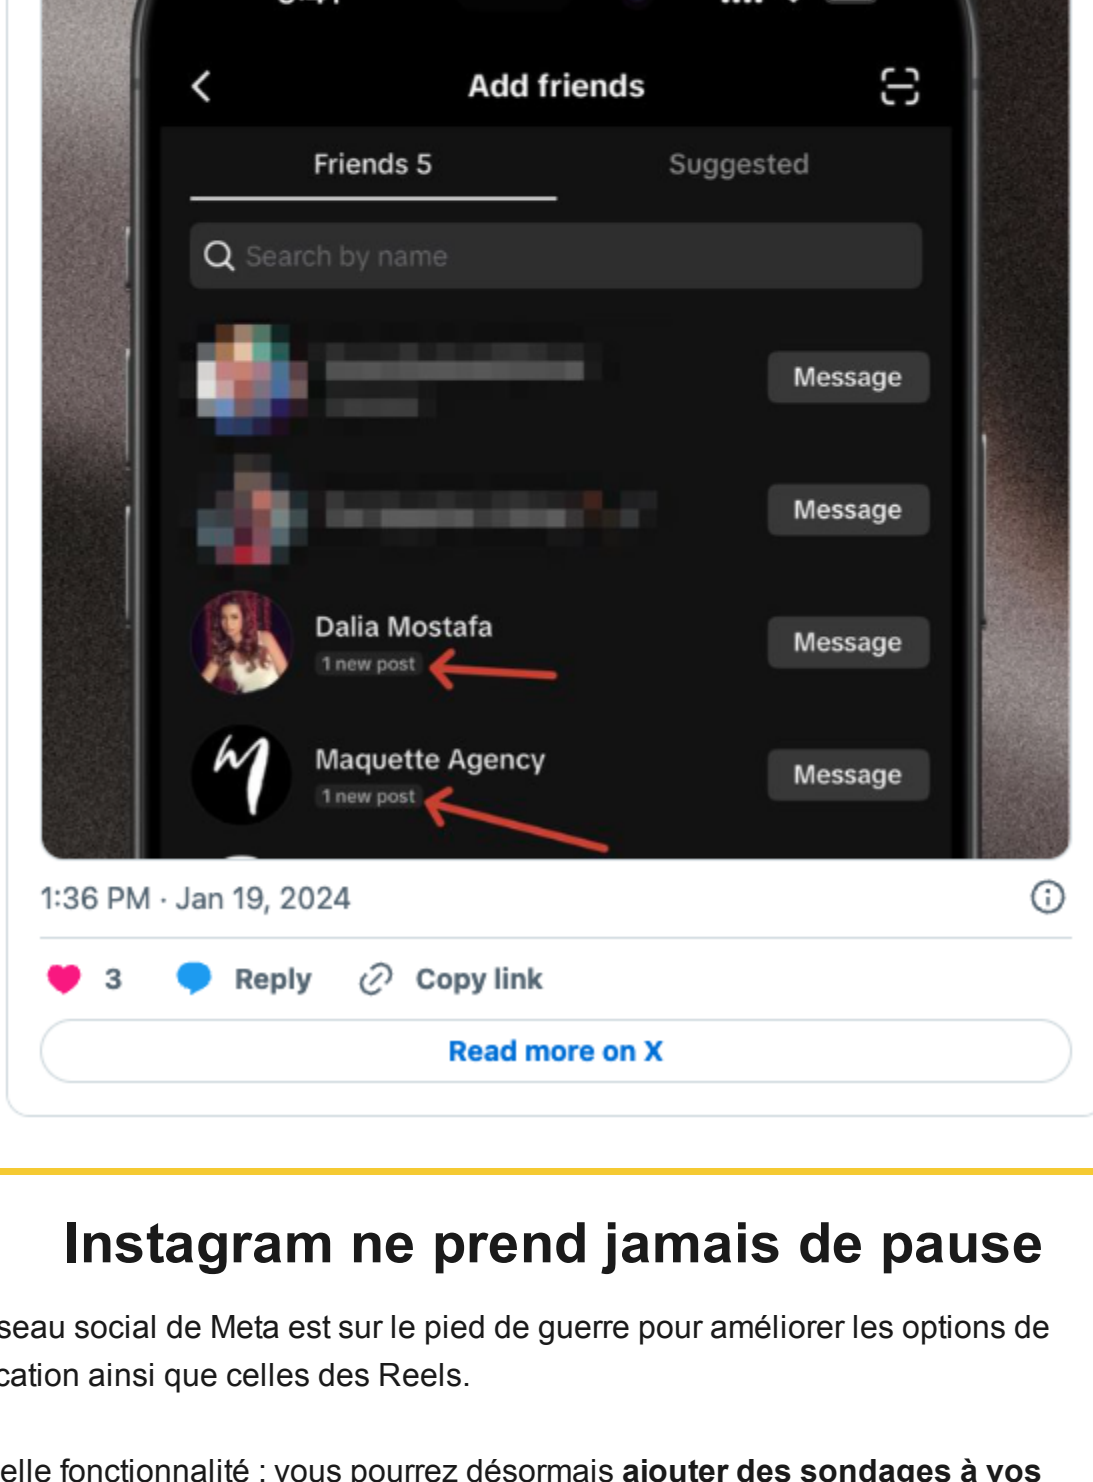 Add friends
Friends 5
Suggested
Search by name
Message
Message
Dalia Mostafa
1 new post
Message
Maquette Agency
1 new post
Message
1:36 PM · Jan 19, 2024
3 Reply Copy link
Read more on X
Instagram ne prend jamais de pause
seau social de Meta est sur le pied de guerre pour améliorer les options de
cation ainsi que celles des Reels.
elle fonctionnalité : vous pourrez désormais ajouter des sondages à vos